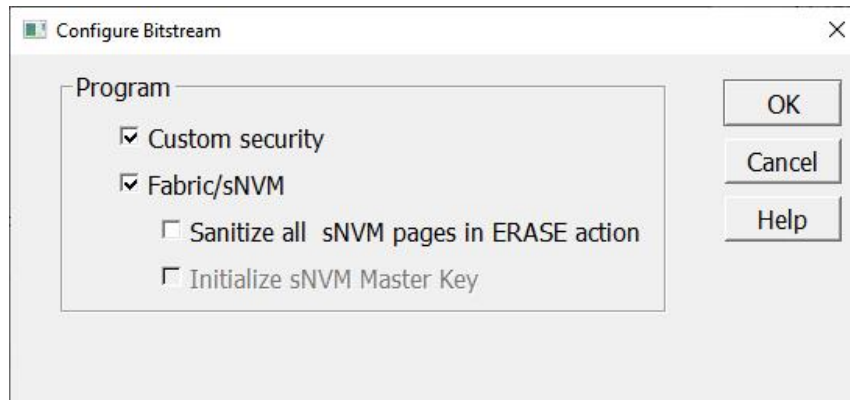 Configure Bitstream
Program
Custom security
Fabric/sNVM
Sanitize all sNVM pages in ERASE action
Initialize sNVM Master Key
OK
Cancel
Help